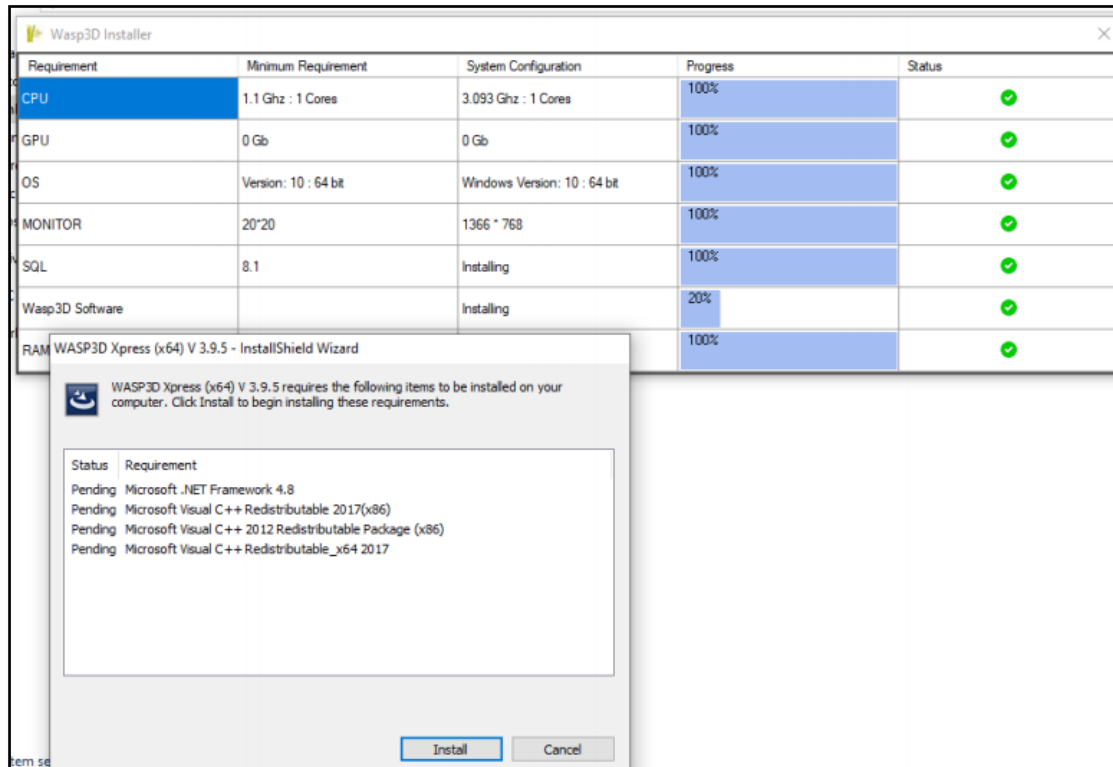 Wasp3D Installer
Requirement Minimum Requirement System Configuration Progress Status
CPU 1.1 Ghz : 1 Cores 3.093 Ghz : 1 Cores 100%
GPU 0 Gb 0 Gb 100%
OS Version: 10 : 64 bit Windows Version: 10 : 64 bit 100%
MONITOR 20*20 1366 * 768 100%
SQL 8.1 Installing 100%
Wasp3D Software Installing 20%
RAM 100%
WASP3D Xpress (x64) V 3.9.5 - InstallShield Wizard
WASP3D Xpress (x64) V 3.9.5 requires the following items to be installed on your
computer. Click Install to begin installing these requirements.
Status Requirement
Pending Microsoft .NET Framework 4.8
Pending Microsoft Visual C++ Redistributable 2017(x86)
Pending Microsoft Visual C++ 2012 Redistributable Package (x86)
Pending Microsoft Visual C++ Redistributable_x64 2017
Install Cancel
tem se